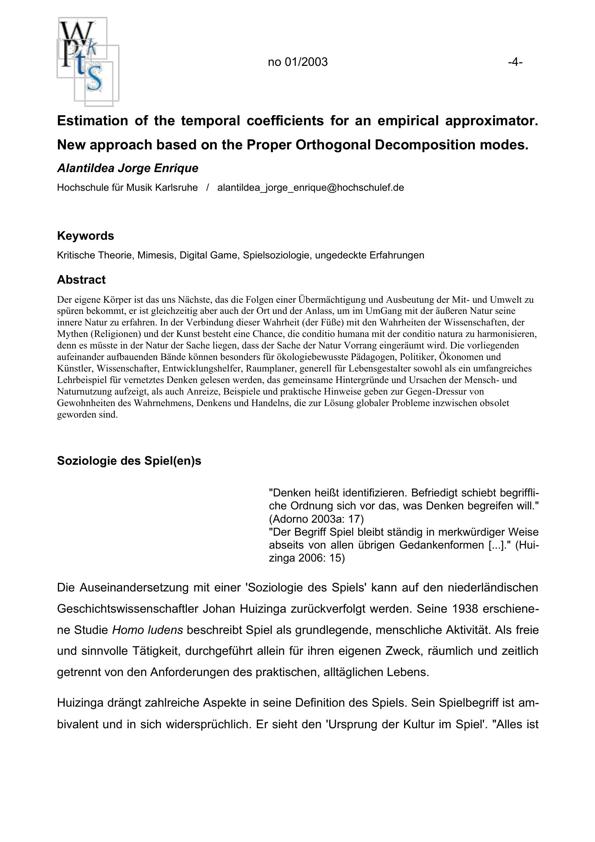 W
Pkt
tS
no 01/2003 -4-
Estimation of the temporal coefficients for an empirical approximator.
New approach based on the Proper Orthogonal Decomposition modes.
Alantildea Jorge Enrique
Hochschule für Musik Karlsruhe / alantildea_jorge_enrique@hochschulef.de
Keywords
Kritische Theorie, Mimesis, Digital Game, Spielsoziologie, ungedeckte Erfahrungen
Abstract
Der eigene Körper ist das uns Nächste, das die Folgen einer Übermächtigung und Ausbeutung der Mit- und Umwelt zu
spüren bekommt, er ist gleichzeitig aber auch der Ort und der Anlass, um im UmGang mit der äußeren Natur seine
innere Natur zu erfahren. In der Verbindung dieser Wahrheit (der Füße) mit den Wahrheiten der Wissenschaften, der
Mythen (Religionen) und der Kunst besteht eine Chance, die conditio humana mit der conditio natura zu harmonisieren,
denn es müsste in der Natur der Sache liegen, dass der Sache der Natur Vorrang eingeräumt wird. Die vorliegenden
aufeinander aufbauenden Bände können besonders für ökologiebewusste Pädagogen, Politiker, Ökonomen und
Künstler, Wissenschafter, Entwicklungshelfer, Raumplaner, generell für Lebensgestalter sowohl als ein umfangreiches
Lehrbeispiel für vernetztes Denken gelesen werden, das gemeinsame Hintergründe und Ursachen der Mensch- und
Naturnutzung aufzeigt, als auch Anreize, Beispiele und praktische Hinweise geben zur Gegen-Dressur von
Gewohnheiten des Wahrnehmens, Denkens und Handelns, die zur Lösung globaler Probleme inzwischen obsolet
geworden sind.
Soziologie des Spiel(en)s
"Denken heißt identifizieren. Befriedigt schiebt begriffli-
che Ordnung sich vor das, was Denken begreifen will."
(Adorno 2003a: 17)
"Der Begriff Spiel bleibt ständig in merkwürdiger Weise
abseits von allen übrigen Gedankenformen [...]." (Hui-
zinga 2006: 15)
Die Auseinandersetzung mit einer 'Soziologie des Spiels' kann auf den niederländischen
Geschichtswissenschaftler Johan Huizinga zurückverfolgt werden. Seine 1938 erschiene-
ne Studie Homo ludens beschreibt Spiel als grundlegende, menschliche Aktivität. Als freie
und sinnvolle Tätigkeit, durchgeführt allein für ihren eigenen Zweck, räumlich und zeitlich
getrennt von den Anforderungen des praktischen, alltäglichen Lebens.
Huizinga drängt zahlreiche Aspekte in seine Definition des Spiels. Sein Spielbegriff ist am-
bivalent und in sich widersprüchlich. Er sieht den 'Ursprung der Kultur im Spiel'. "Alles ist